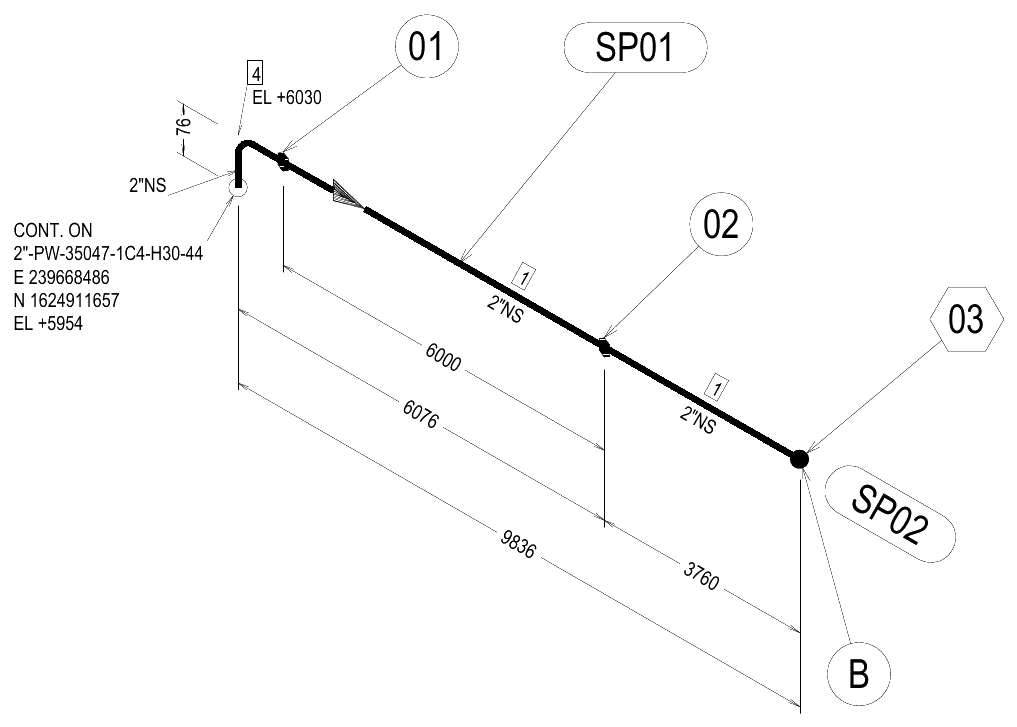 01
SP01
4
EL +6030
76
2"NS
CONT. ON
2"-PW-35047-1C4-H30-44
E 239668486
N 1624911657
EL +5954
02
1
2"NS
03
6000
1
2"NS
6076
SP02
9836
3760
B